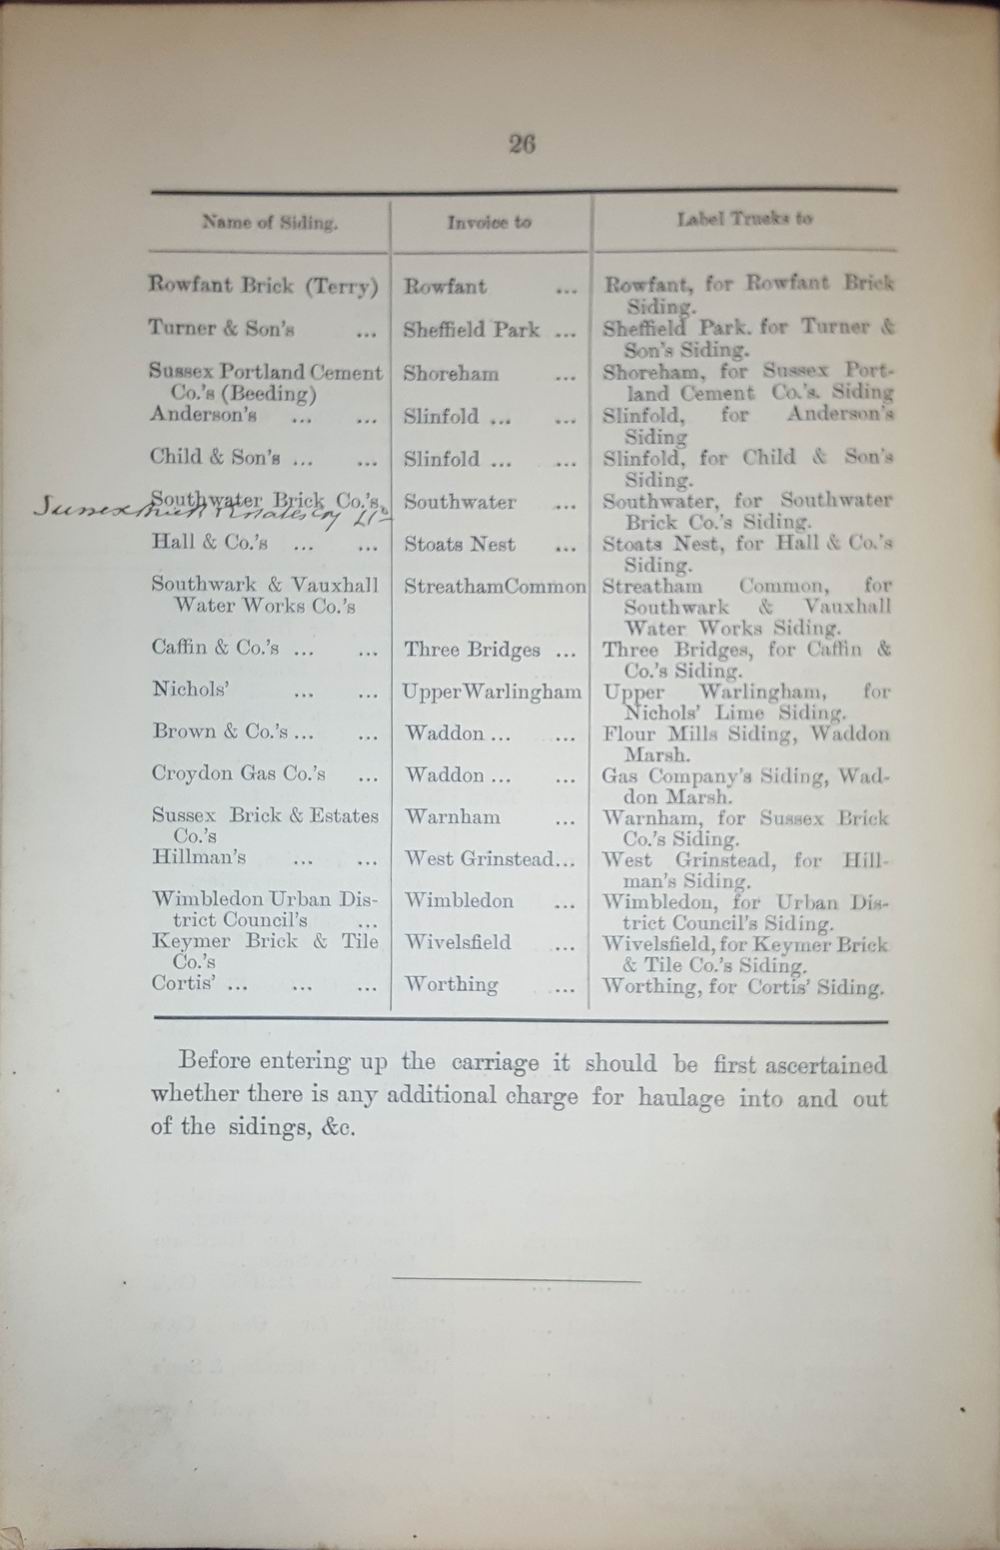 26
Name of Siding. Invoice to Label Trucks to
Rowfant Brick (Terry) Rowfant ... Rowfant, for Rowfant Brick
Siding.
Turner & Son's ... Sheffield Park ... Sheffield Park. for Turner &
Son's Siding.
Sussex Portland Cement Shoreham ... Shoreham, for Sussex Port-
Co.'s (Beeding) land Cement Co.'s. Siding
Anderson's ... ... Slinfold ... ... Slinfold, for Anderson's
Siding
Child & Son's ... ... Slinfold ... ... Slinfold, for Child & Son's
Siding.
Southwater Brick Co.'s Southwater ... Southwater, for Southwater
Sussex Brick & Estates Coy Ltd Brick Co.'s Siding.
Hall & Co.'s ... ... Stoats Nest ... Stoats Nest, for Hall & Co.'s
Siding.
Southwark & Vauxhall StreathamCommon Streatham Common, for
Water Works Co.'s Southwark & Vauxhall
Water Works Siding.
Caffin & Co.'s ... ... Three Bridges ... Three Bridges, for Caffin &
Co.'s Siding.
Nichols' ... ... UpperWarlingham Upper Warlingham, for
Nichols' Lime Siding.
Brown & Co.'s ... ... Waddon ... ... Flour Mills Siding, Waddon
Marsh.
Croydon Gas Co.'s ... Waddon ... ... Gas Company's Siding, Wad-
don Marsh.
Sussex Brick & Estates Warnham ... Warnham, for Sussex Brick
Co.'s Co.'s Siding.
Hillman's ... ... West Grinstead... West Grinstead, for Hill-
man's Siding.
Wimbledon Urban Dis- Wimbledon ... Wimbledon, for Urban Dis-
trict Council's ... trict Council's Siding.
Keymer Brick & Tile Wivelsfield ... Wivelsfield, for Keymer Brick
Co.'s & Tile Co.'s Siding.
Cortis' ... ... ... Worthing ... Worthing, for Cortis' Siding.
Before entering up the carriage it should be first ascertained
whether there is any additional charge for haulage into and out
of the sidings, &c.